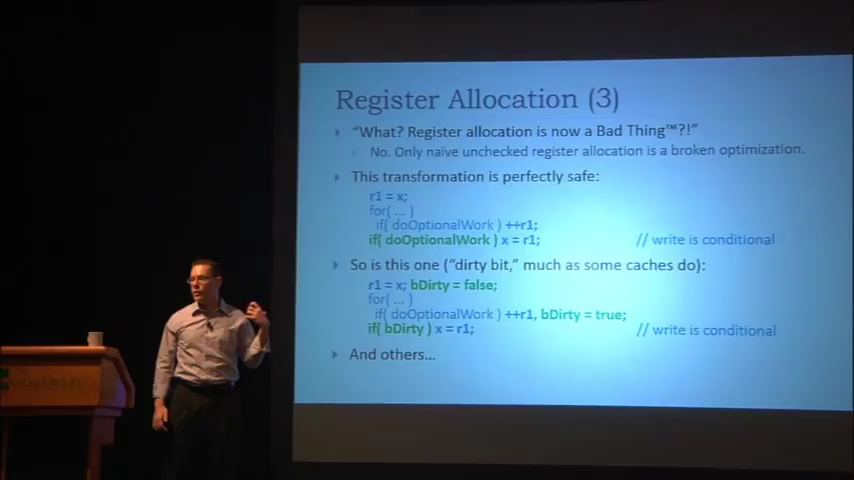 Register Allocation (3)
"What? Register allocation is now a Bad Thing™?!"
No. Only naïve unchecked register allocation is a broken optimization.
This transformation is perfectly safe:
r1 = x;
for( ... )
if( doOptionalWork ) ++r1;
if( doOptionalWork ) x = r1; // write is conditional
So is this one ("dirty bit," much as some caches do):
r1 = x; bDirty = false;
for( ... )
if( doOptionalWork ) ++r1, bDirty = true;
if( bDirty ) x = r1; // write is conditional
And others...